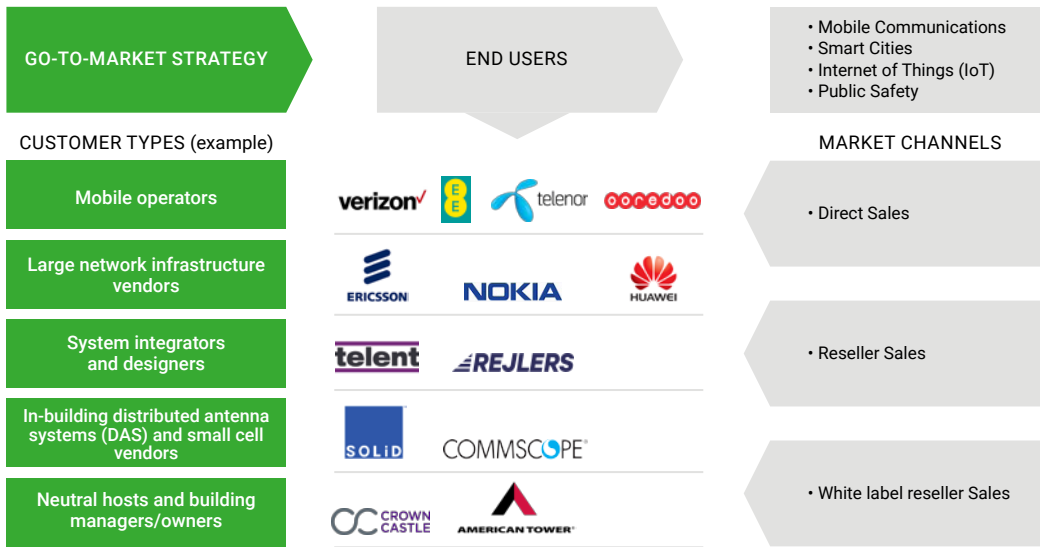 GO-TO-MARKET STRATEGY
END USERS
• Mobile Communications
• Smart Cities
• Internet of Things (IoT)
• Public Safety
CUSTOMER TYPES (example)
MARKET CHANNELS
Mobile operators
verizon✓
EE
telenor
ooredoo
• Direct Sales
Large network infrastructure
vendors
ERICSSON
NOKIA
HUAWEI
System integrators
and designers
telent
REJLERS
• Reseller Sales
In-building distributed antenna
systems (DAS) and small cell
vendors
SOLiD
COMMSCOPE®
Neutral hosts and building
managers/owners
CROWN
CASTLE
AMERICAN TOWER®
• White label reseller Sales